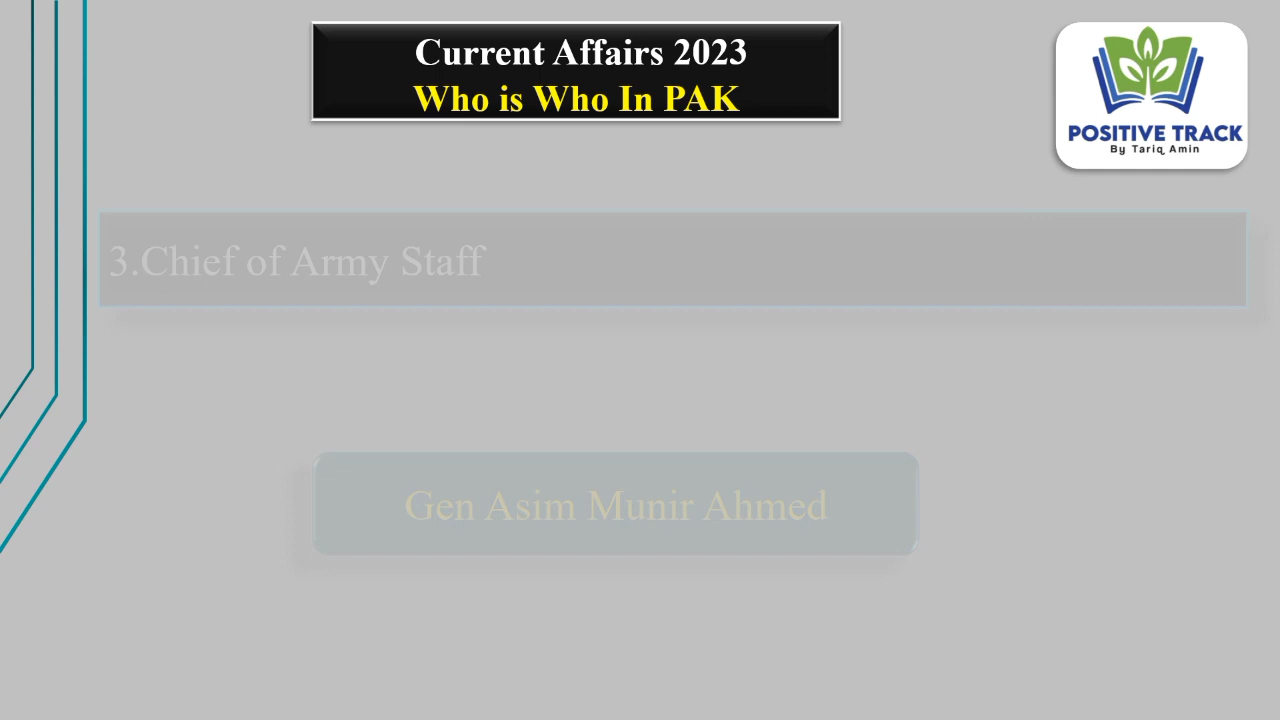 Current Affairs 2023
Who is Who In PAK
POSITIVE TRACK
By Tariq Amin
3.Chief of Army Staff
Gen Asim Munir Ahmed